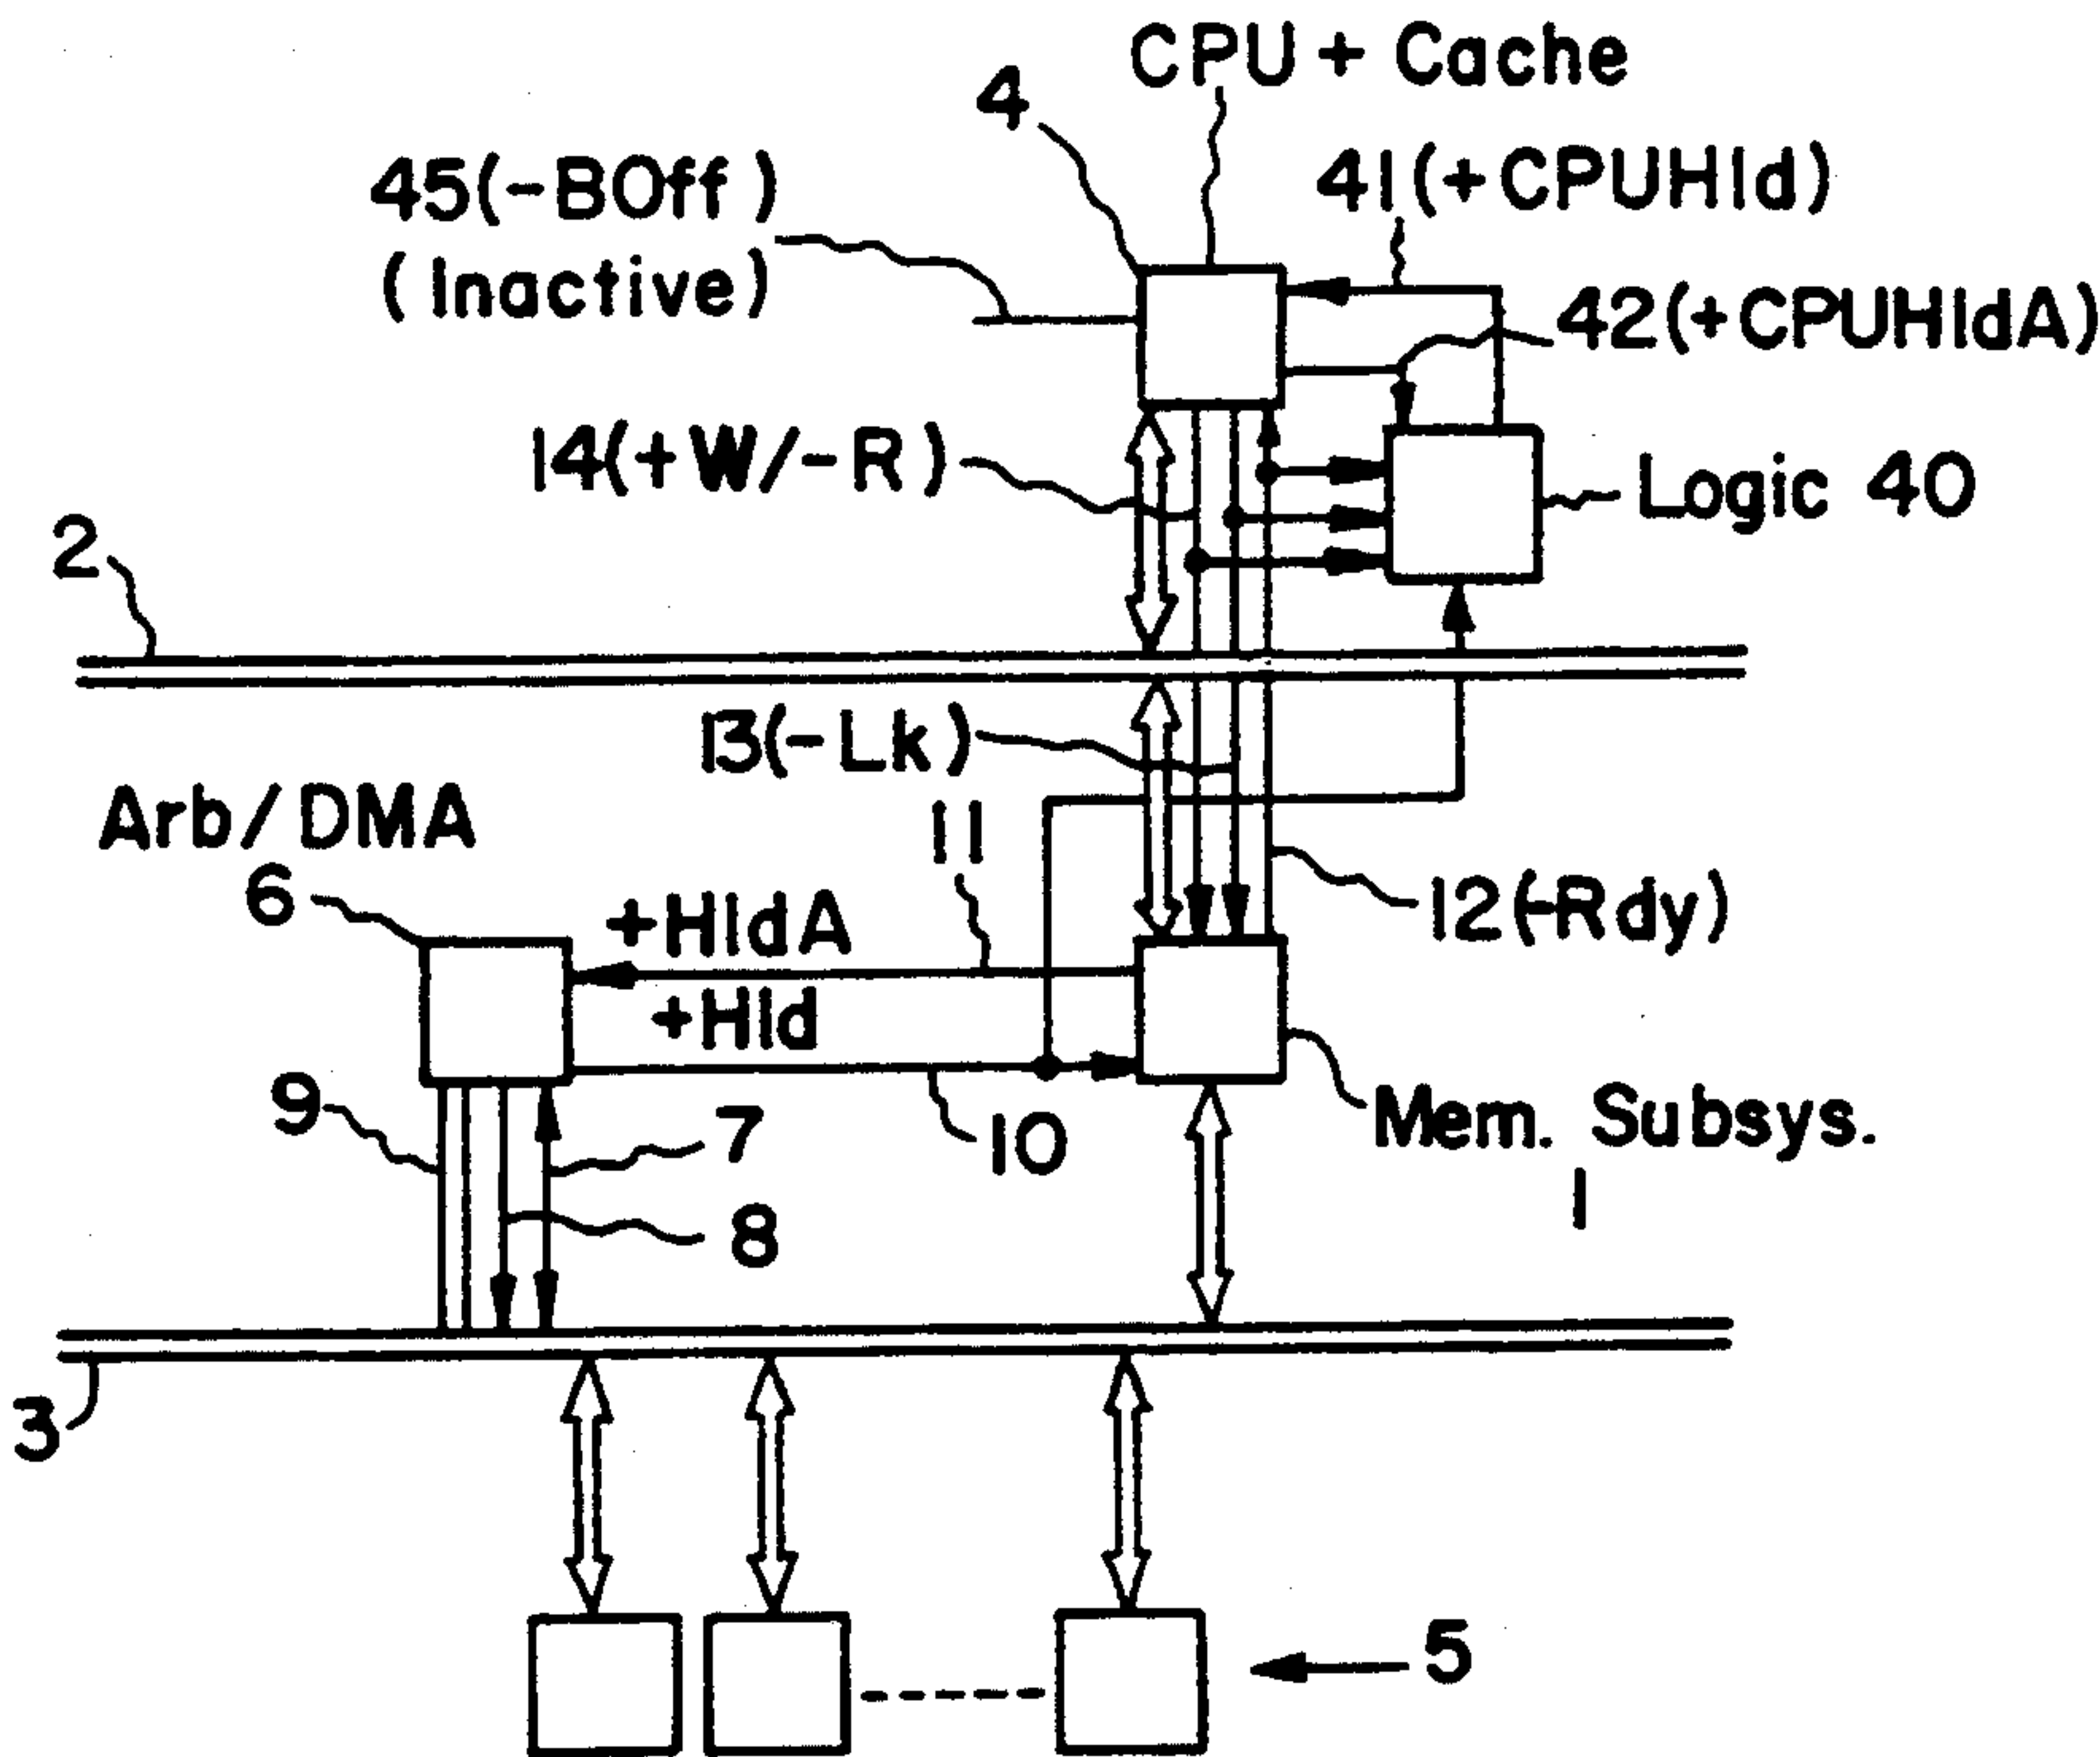 CPU + Cache
4
45(-BOff)
(Inactive)
41(+CPUHld)
42(+CPUHldA)
14(+W/-R)
Logic 40
2
13(-Lk)
Arb/DMA
11
6
12(-Rdy)
+HldA
+Hld
9
7
10
Mem. Subsys.
1
8
3
5